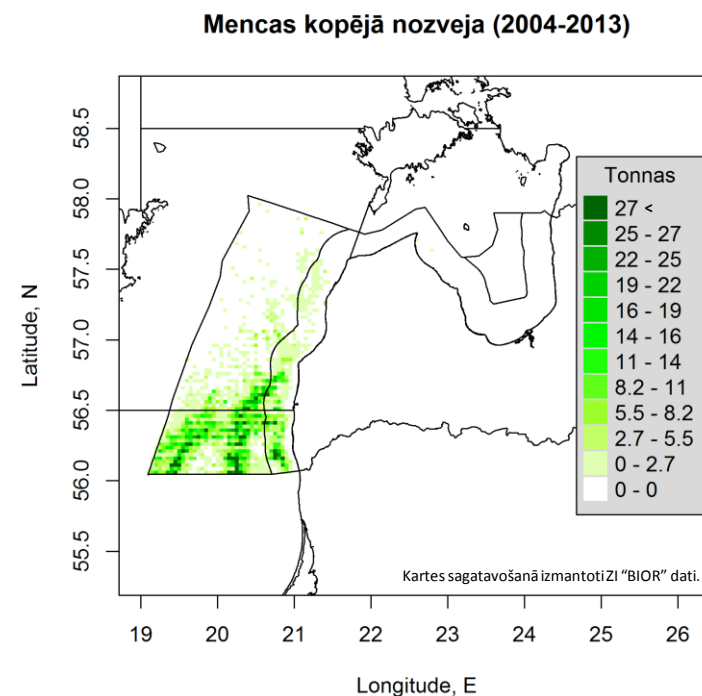 Mencas kopējā nozveja (2004-2013)
Latitude, N
58.5
58.0
57.5
57.0
56.5
56.0
55.5
Tonnas
27 <
25 - 27
22 - 25
19 - 22
16 - 19
14 - 16
11 - 14
8.2 - 11
5.5 - 8.2
2.7 - 5.5
0 - 2.7
0 - 0
Kartes sagatavošanā izmantoti ZI "BIOR" dati.
19 20 21 22 23 24 25 26
Longitude, E